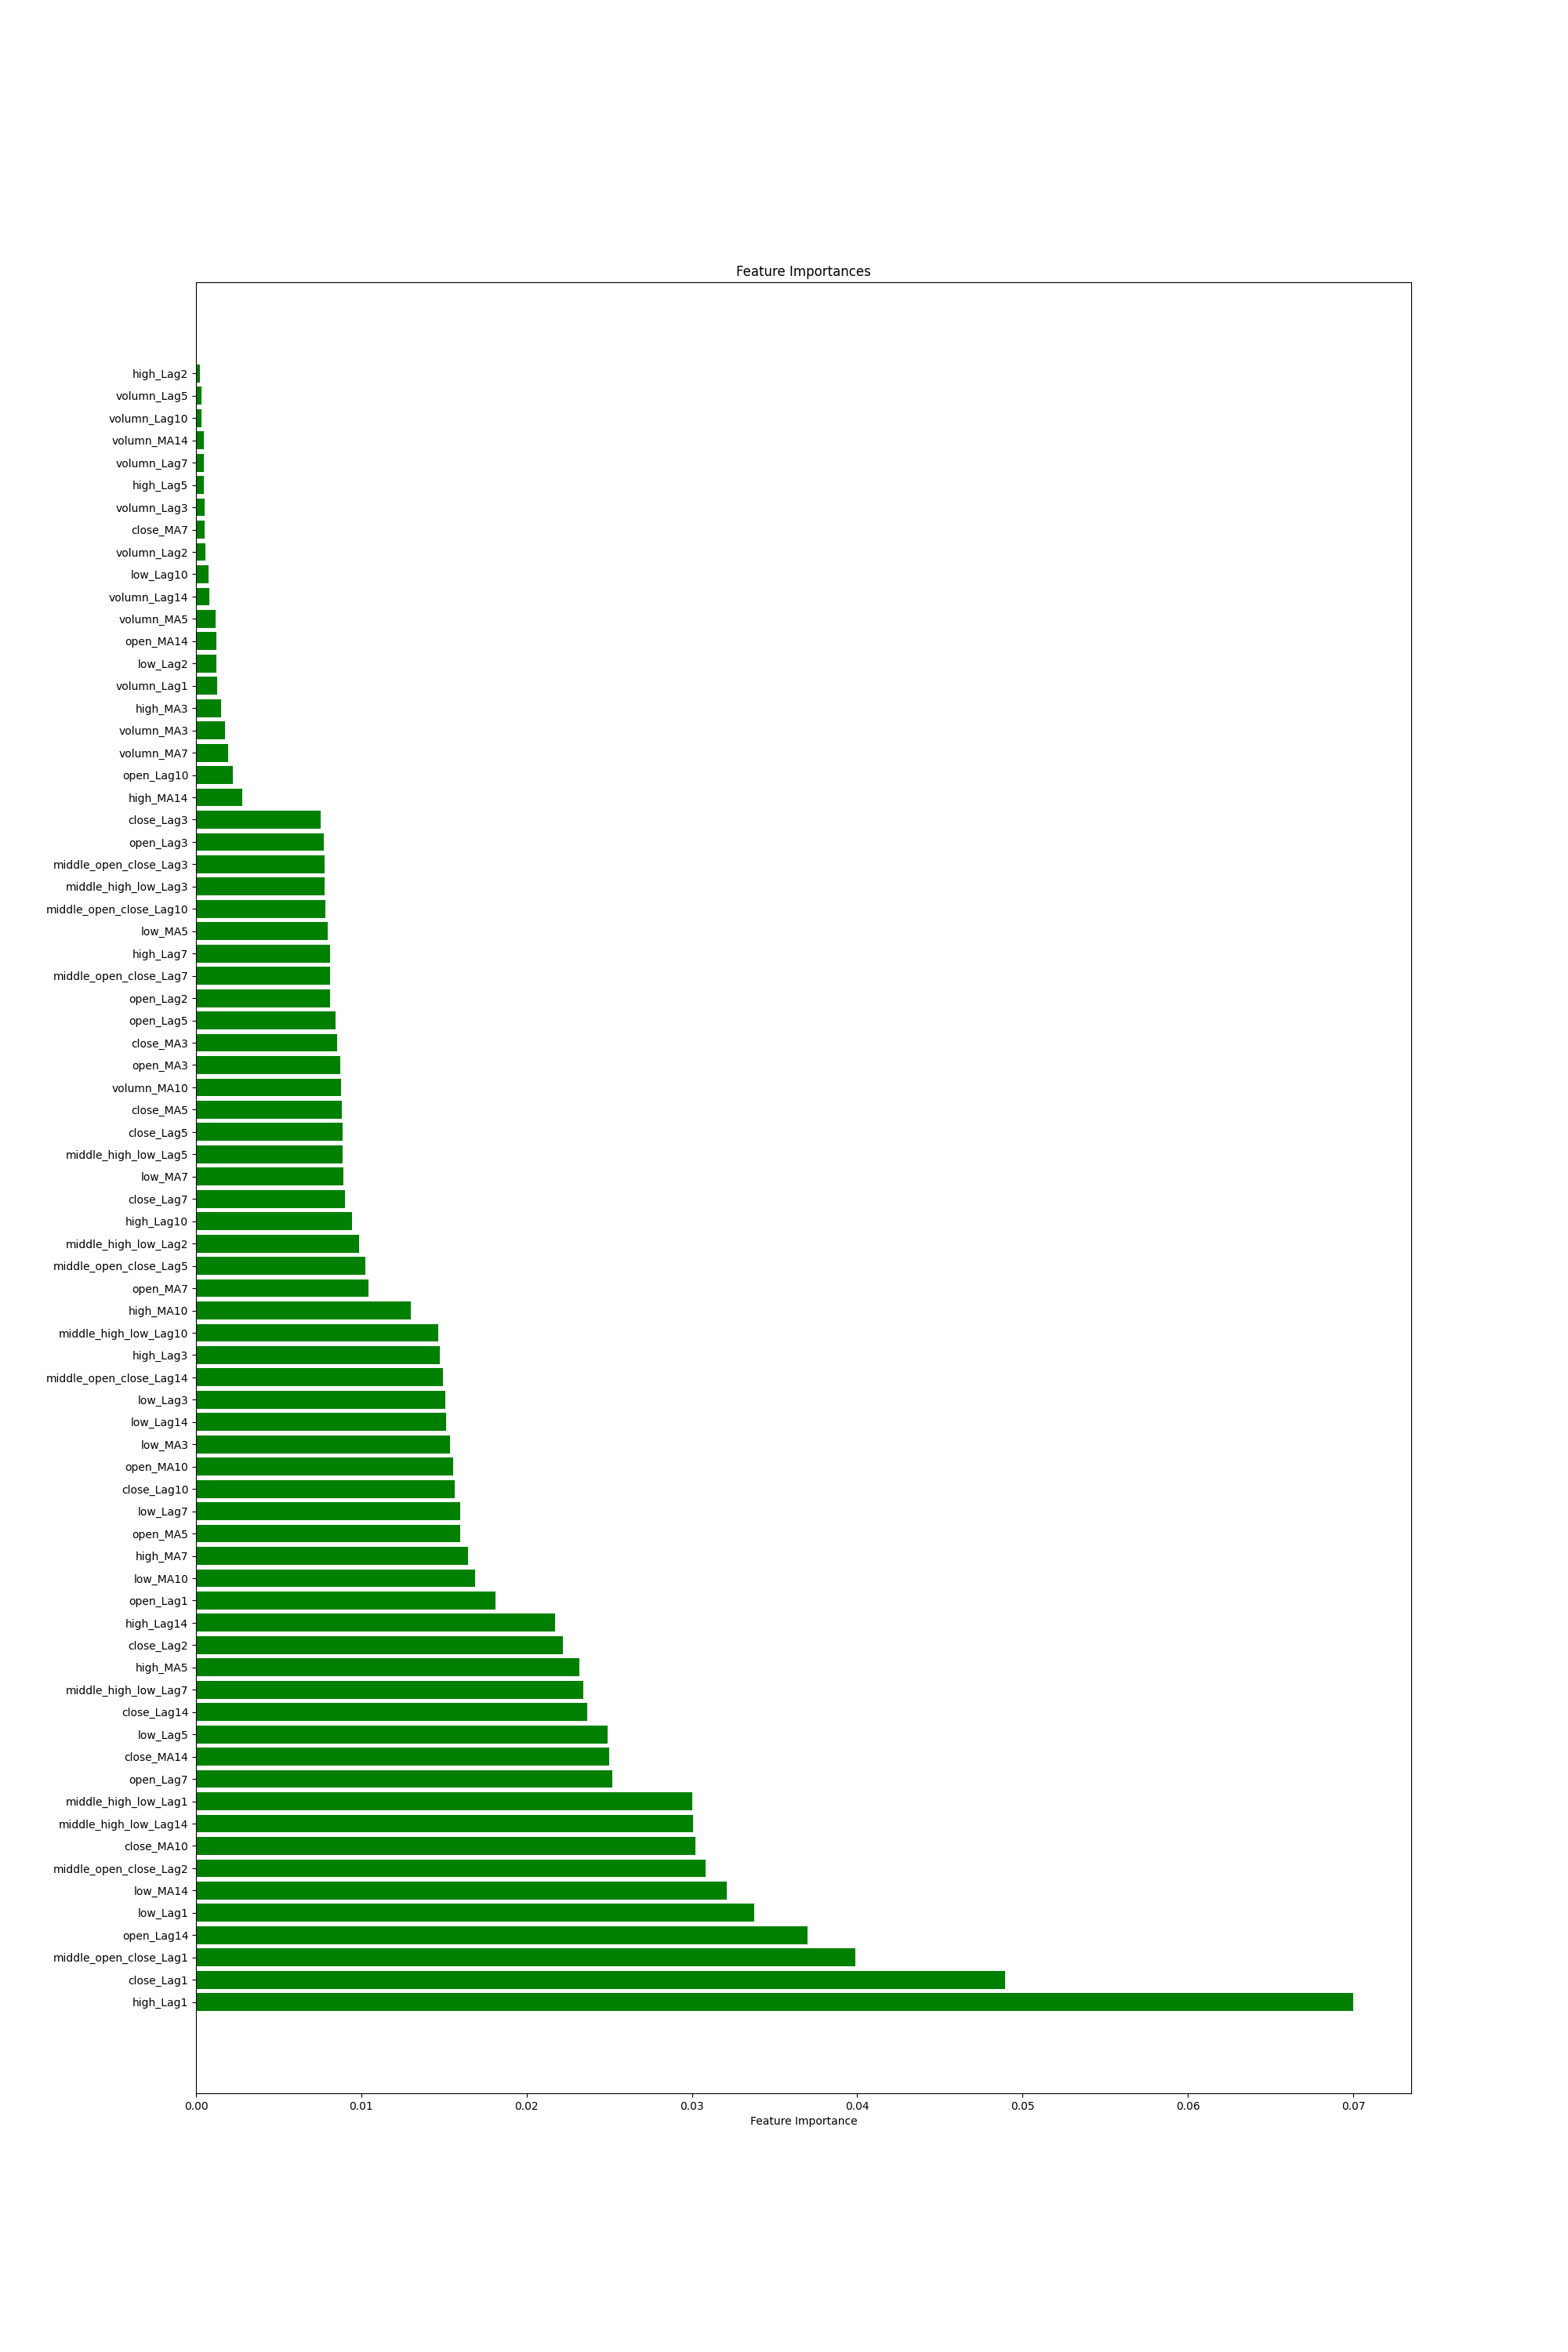 Feature Importances
high_Lag2
volumn_Lag5
volumn_Lag10
volumn_MA14
volumn_Lag7
high_Lag5
volumn_Lag3
close_MA7
volumn_Lag2
low_Lag10
volumn_Lag14
volumn_MA5
open_MA14
low_Lag2
volumn_Lag1
high_MA3
volumn_MA3
volumn_MA7
open_Lag10
high_MA14
close_Lag3
open_Lag3
middle_open_close_Lag3
middle_high_low_Lag3
middle_open_close_Lag10
low_MA5
high_Lag7
middle_open_close_Lag7
open_Lag2
open_Lag5
close_MA3
open_MA3
volumn_MA10
close_MA5
close_Lag5
middle_high_low_Lag5
low_MA7
close_Lag7
high_Lag10
middle_high_low_Lag2
middle_open_close_Lag5
open_MA7
high_MA10
middle_high_low_Lag10
high_Lag3
middle_open_close_Lag14
low_Lag3
low_Lag14
low_MA3
open_MA10
close_Lag10
low_Lag7
open_MA5
high_MA7
low_MA10
open_Lag1
high_Lag14
close_Lag2
high_MA5
middle_high_low_Lag7
close_Lag14
low_Lag5
close_MA14
open_Lag7
middle_high_low_Lag1
middle_high_low_Lag14
close_MA10
middle_open_close_Lag2
low_MA14
low_Lag1
open_Lag14
middle_open_close_Lag1
close_Lag1
high_Lag1
0.00 0.01 0.02 0.03 0.04 0.05 0.06 0.07
Feature Importance